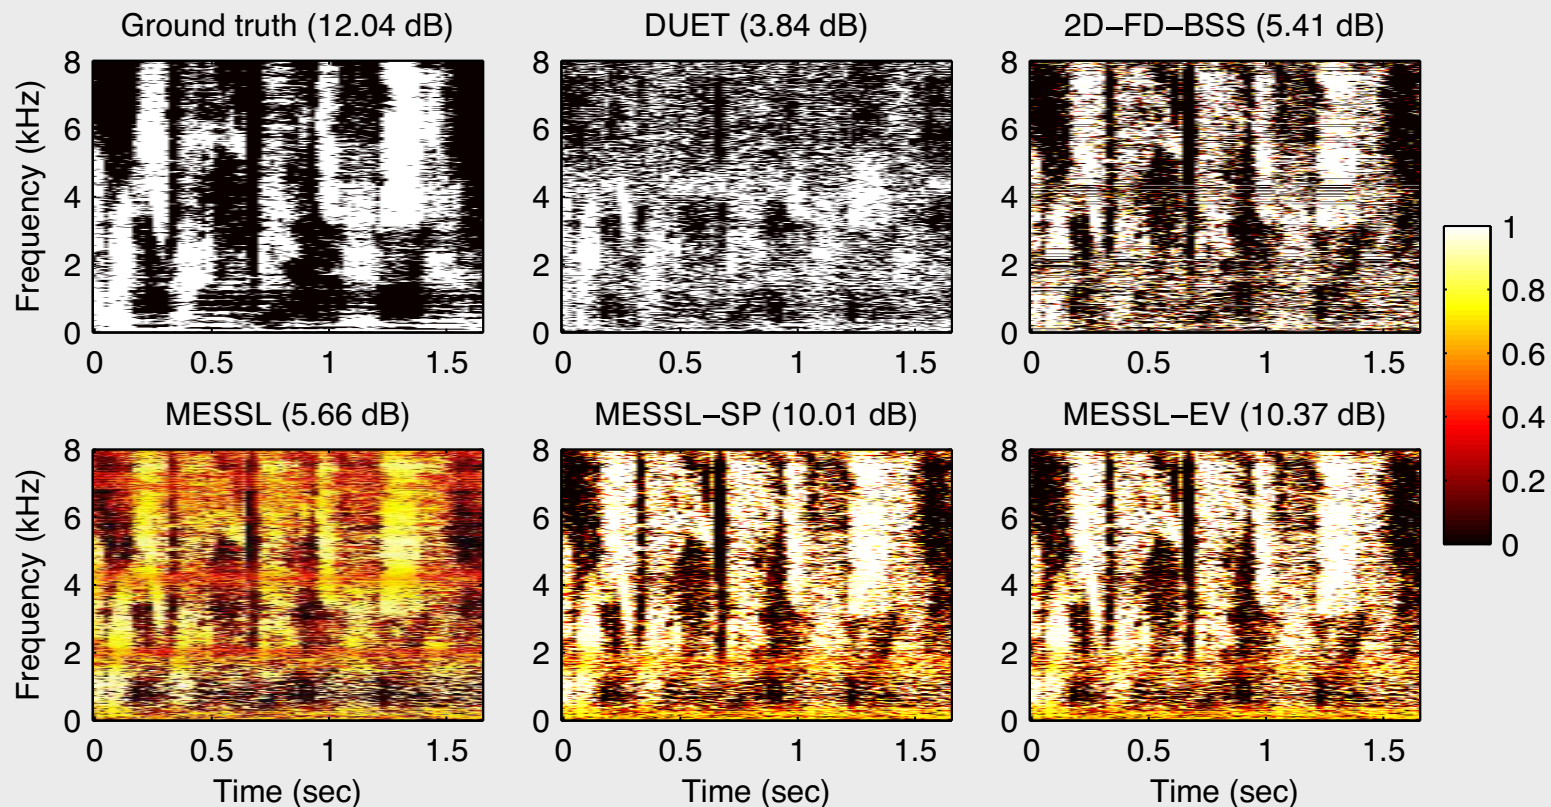 Ground truth (12.04 dB)
DUET (3.84 dB)
2D−FD−BSS (5.41 dB)
Frequency (kHz)
8
6
4
2
0
0 0.5 1 1.5
8
6
4
2
0
0 0.5 1 1.5
8
6
4
2
0
0 0.5 1 1.5
MESSL (5.66 dB)
MESSL−SP (10.01 dB)
MESSL−EV (10.37 dB)
Frequency (kHz)
8
6
4
2
0
0 0.5 1 1.5
Time (sec)
8
6
4
2
0
0 0.5 1 1.5
Time (sec)
8
6
4
2
0
0 0.5 1 1.5
Time (sec)
1
0.8
0.6
0.4
0.2
0